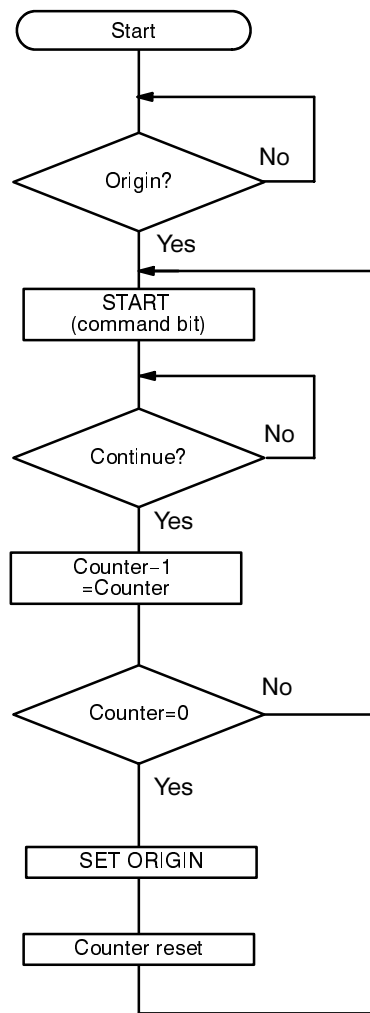 Start
Origin?
No
Yes
START
(command bit)
Continue?
No
Yes
Counter−1
=Counter
Counter=0
No
Yes
SET ORIGIN
Counter reset